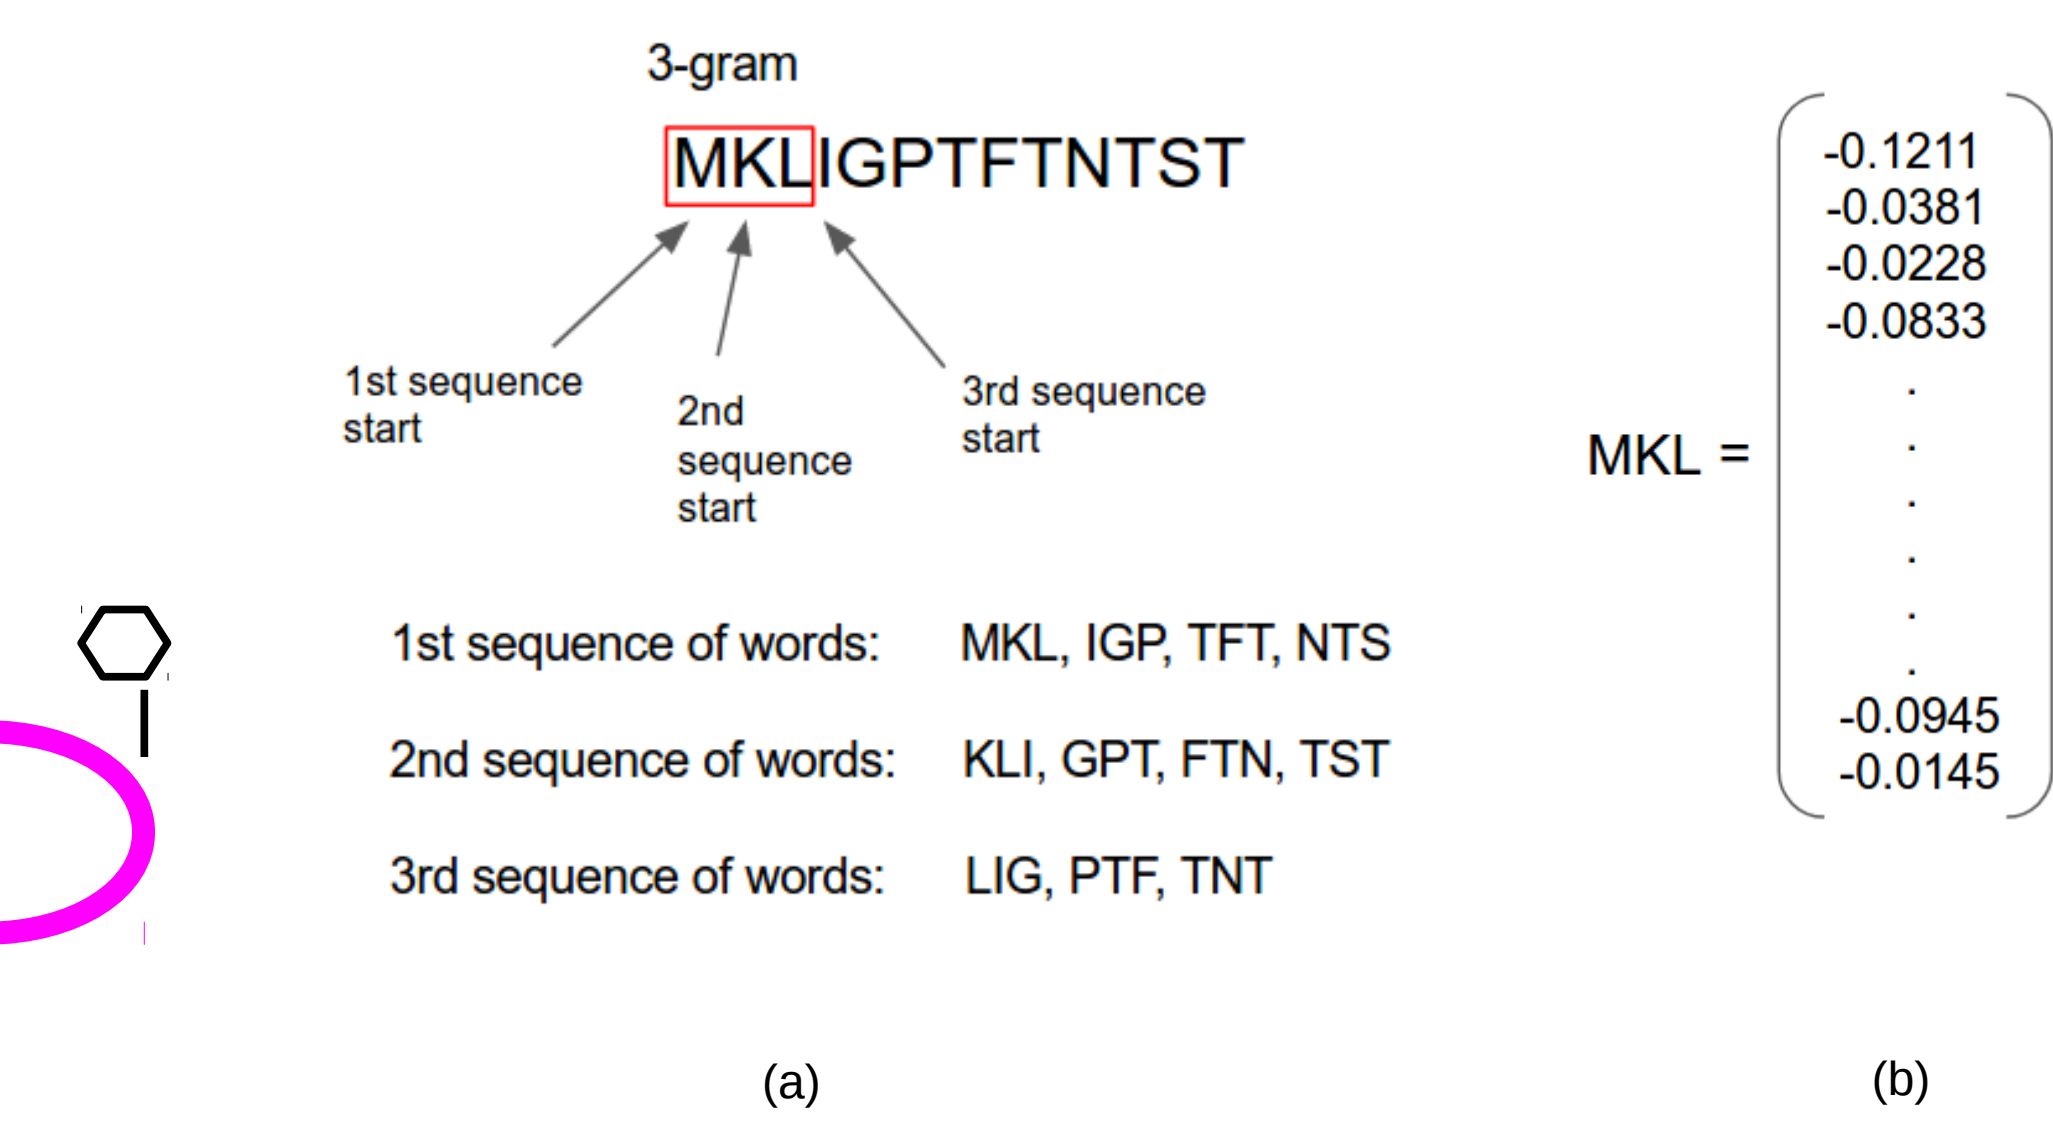 3-gram
MKLIGPTFTNTST
1st sequence
start
2nd
sequence
start
3rd sequence
start
1st sequence of words: MKL, IGP, TFT, NTS
2nd sequence of words: KLI, GPT, FTN, TST
3rd sequence of words: LIG, PTF, TNT
(a)
MKL =
-0.1211
-0.0381
-0.0228
-0.0833
.
.
.
.
.
.
-0.0945
-0.0145
(b)